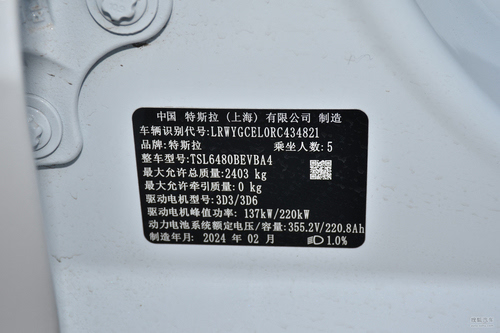 中国 特斯拉 (上海) 有限公司 制造
车辆识别代号: LRWYGCEL0RC434821
品牌: 特斯拉 乘坐人数: 5
整车型号: TSL6480BEVBA4
最大允许总质量: 2403 kg
最大允许牵引质量: 0 kg
驱动电机型号: 3D3/3D6
驱动电机峰值功率: 137kW/220kW
动力电池系统额定电压/容量: 355.2V/220.8Ah
制造年月: 2024 年 02 月 1.0%